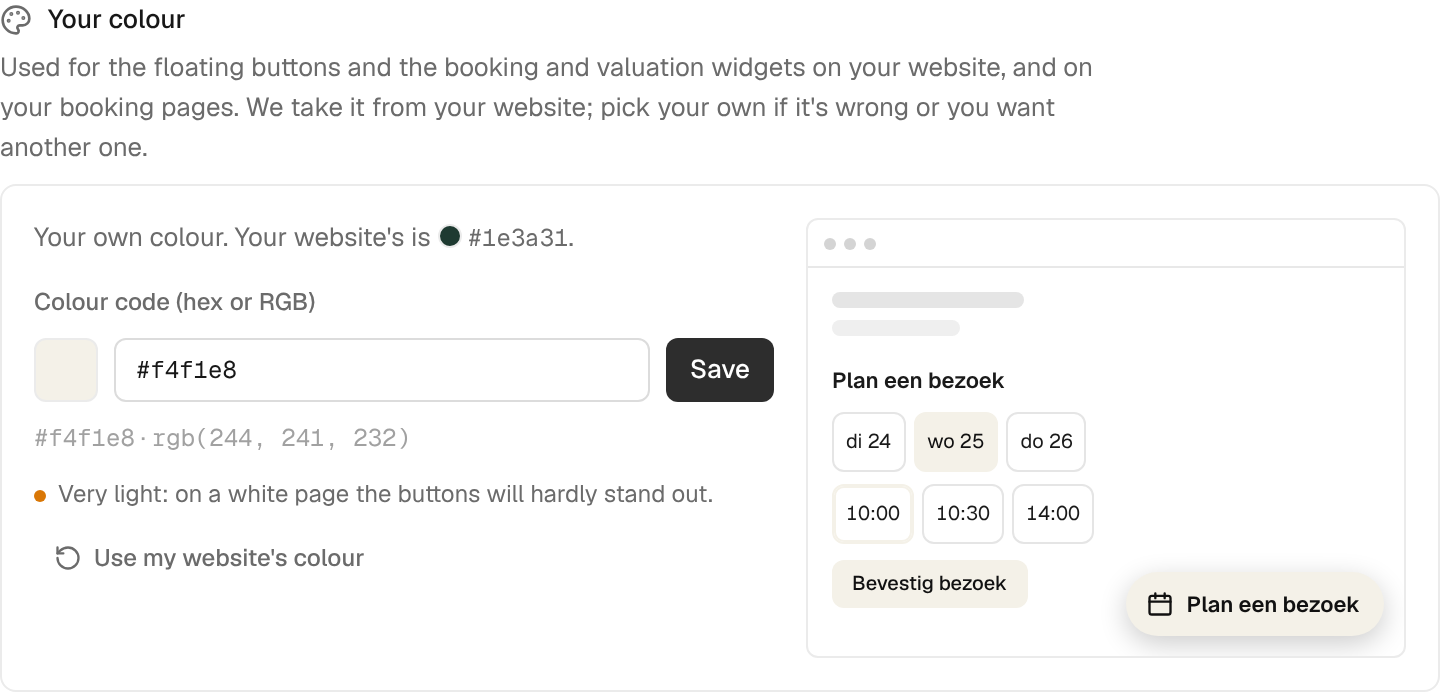 Your colour
Used for the floating buttons and the booking and valuation widgets on your website, and on
your booking pages. We take it from your website; pick your own if it's wrong or you want
another one.
Your own colour. Your website's is #1e3a31.
Colour code (hex or RGB)
#f4f1e8
Save
#f4f1e8 · rgb(244, 241, 232)
Very light: on a white page the buttons will hardly stand out.
Use my website's colour
Plan een bezoek
di 24 wo 25 do 26
10:00 10:30 14:00
Bevestig bezoek
Plan een bezoek